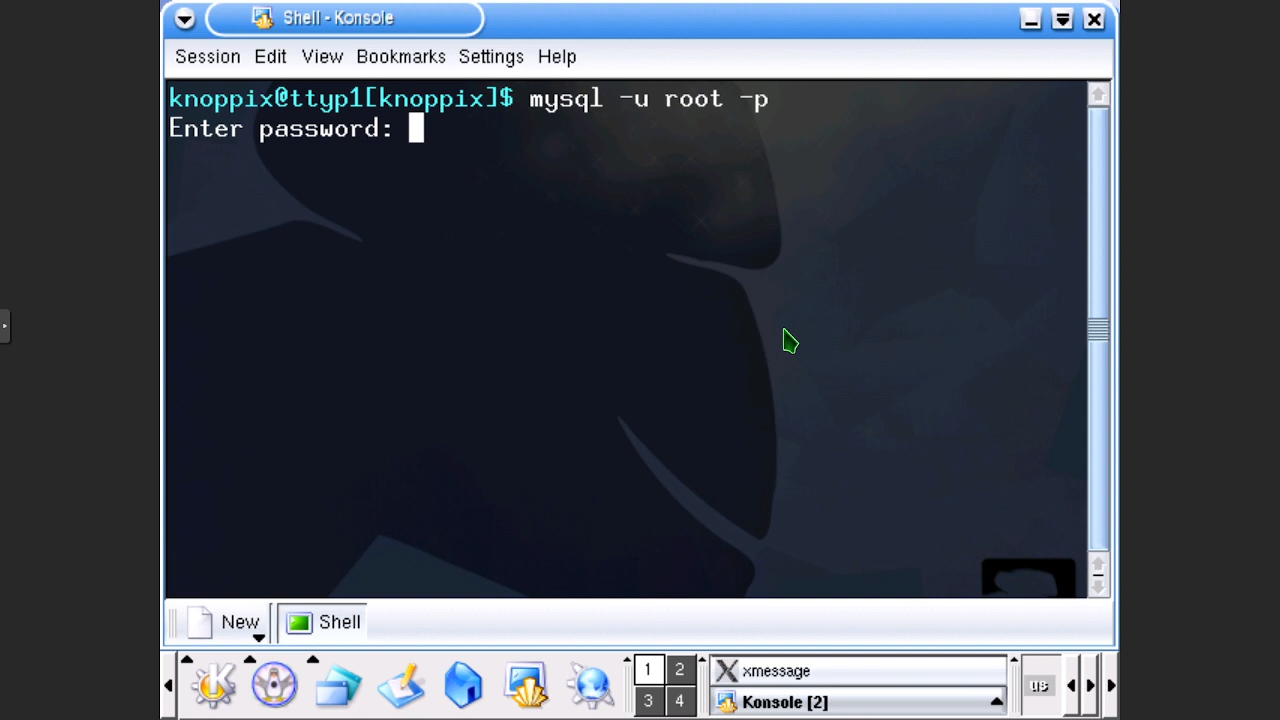 Shell - Konsole
Session Edit View Bookmarks Settings Help
knoppix@ttyp1[knoppix]$ mysql -u root -p
Enter password:
New Shell
1 2 xmessage
3 4 Konsole [2]
us